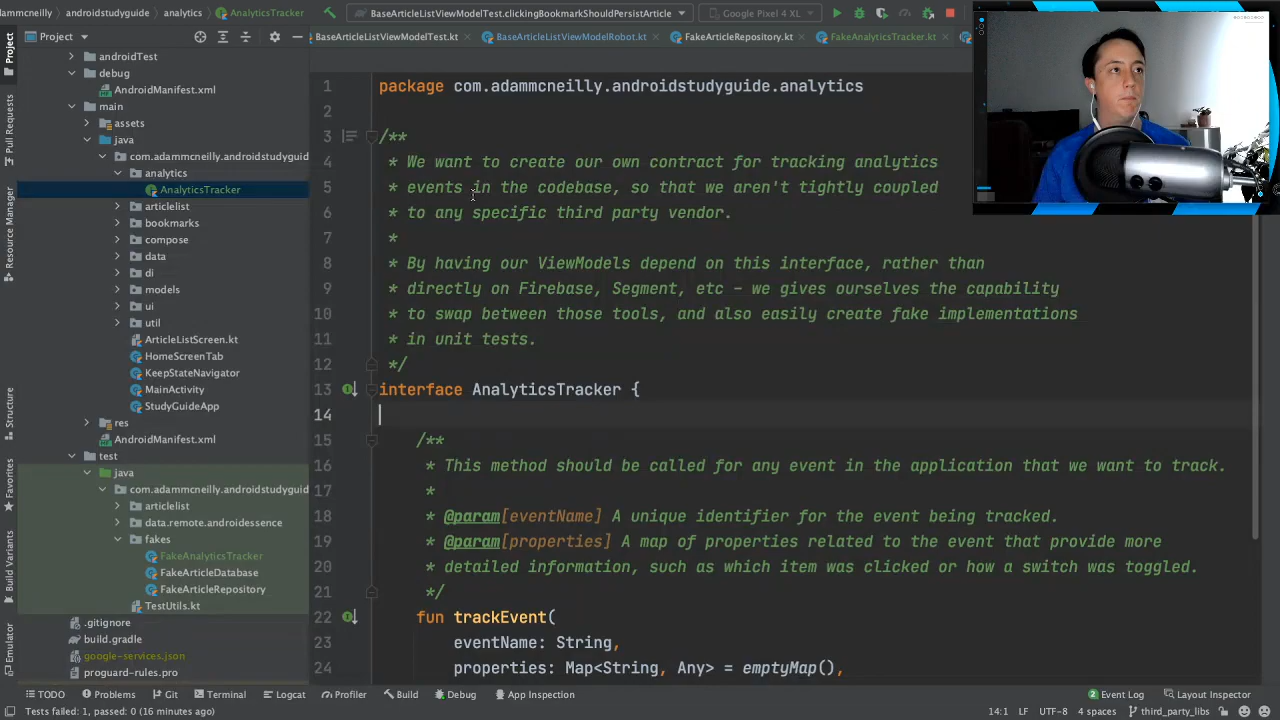 dammcneilly
androidstudyguide
analytics
AnalyticsTracker
BaseArticleListViewModelTest.clickingBookmarkShouldPersistArticle
Google Pixel 4 XL
Project
BaseArticleListViewModelTest.kt
BaseArticleListViewModelRobot.kt
FakeArticleRepository.kt
FakeAnalyticsTracker.kt
Project
Pull Requests
Resource Manager
Structure
Favorites
Build Variants
Emulator
androidTest
debug
AndroidManifest.xml
main
assets
java
com.adammcneilly.androidstudyguid
analytics
AnalyticsTracker
articlelist
bookmarks
compose
data
di
models
ui
util
ArticleListScreen.kt
HomeScreenTab
KeepStateNavigator
MainActivity
StudyGuideApp
res
AndroidManifest.xml
test
java
com.adammcneilly.androidstudyguid
articlelist
data.remote.androidessence
fakes
FakeAnalyticsTracker
FakeArticleDatabase
FakeArticleRepository
TestUtils.kt
.gitignore
build.gradle
google-services.json
proguard-rules.pro
1 package com.adammcneilly.androidstudyguide.analytics
2
3 /**
4 * We want to create our own contract for tracking analytics
5 * events in the codebase, so that we aren't tightly coupled
6 * to any specific third party vendor.
7 *
8 * By having our ViewModels depend on this interface, rather than
9 * directly on Firebase, Segment, etc - we gives ourselves the capability
10 * to swap between those tools, and also easily create fake implementations
11 * in unit tests.
12 */
13 interface AnalyticsTracker {
14
15 /**
16 * This method should be called for any event in the application that we want to track.
17 *
18 * @param[eventName] A unique identifier for the event being tracked.
19 * @param[properties] A map of properties related to the event that provide more
20 * detailed information, such as which item was clicked or how a switch was toggled.
21 */
22 fun trackEvent(
23 eventName: String,
24 properties: Map<String, Any> = emptyMap(),
TODO
Problems
Git
Terminal
Logcat
Profiler
Build
Debug
App Inspection
Event Log
Layout Inspector
Tests failed: 1, passed: 0 (16 minutes ago)
14:1
LF
UTF-8
4 spaces
third_party_libs